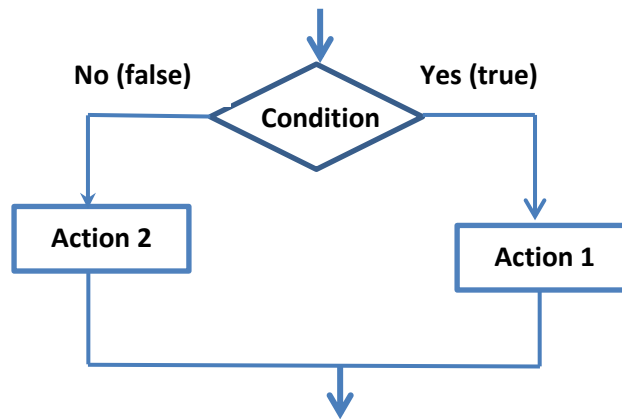 No (false)
Yes (true)
Condition
Action 2
Action 1